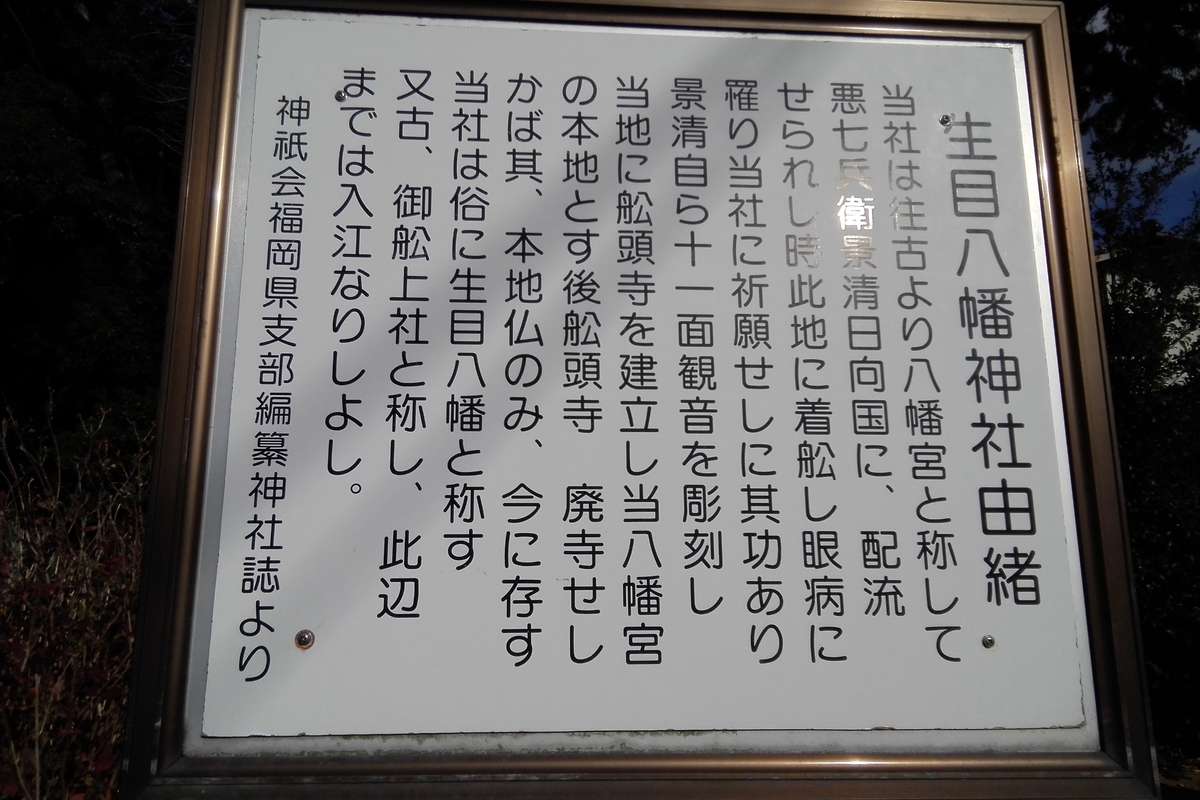 生目八幡神社由緒
当社は往古より八幡宮と称して
悪七兵衛景清日向国に、配流
せられし時此地に着舩し眼病に
罹り当社に祈願せしに其功あり
景清自ら十一面観音を彫刻し
当地に舩頭寺を建立し当八幡宮
の本地とす後舩頭寺 廃寺せし
かば其、本地仏のみ、今に存す
当社は俗に生目八幡と称す
又古、御舩上社と称し、此辺
までは入江なりしよし。
神祇会福岡県支部編纂神社誌より